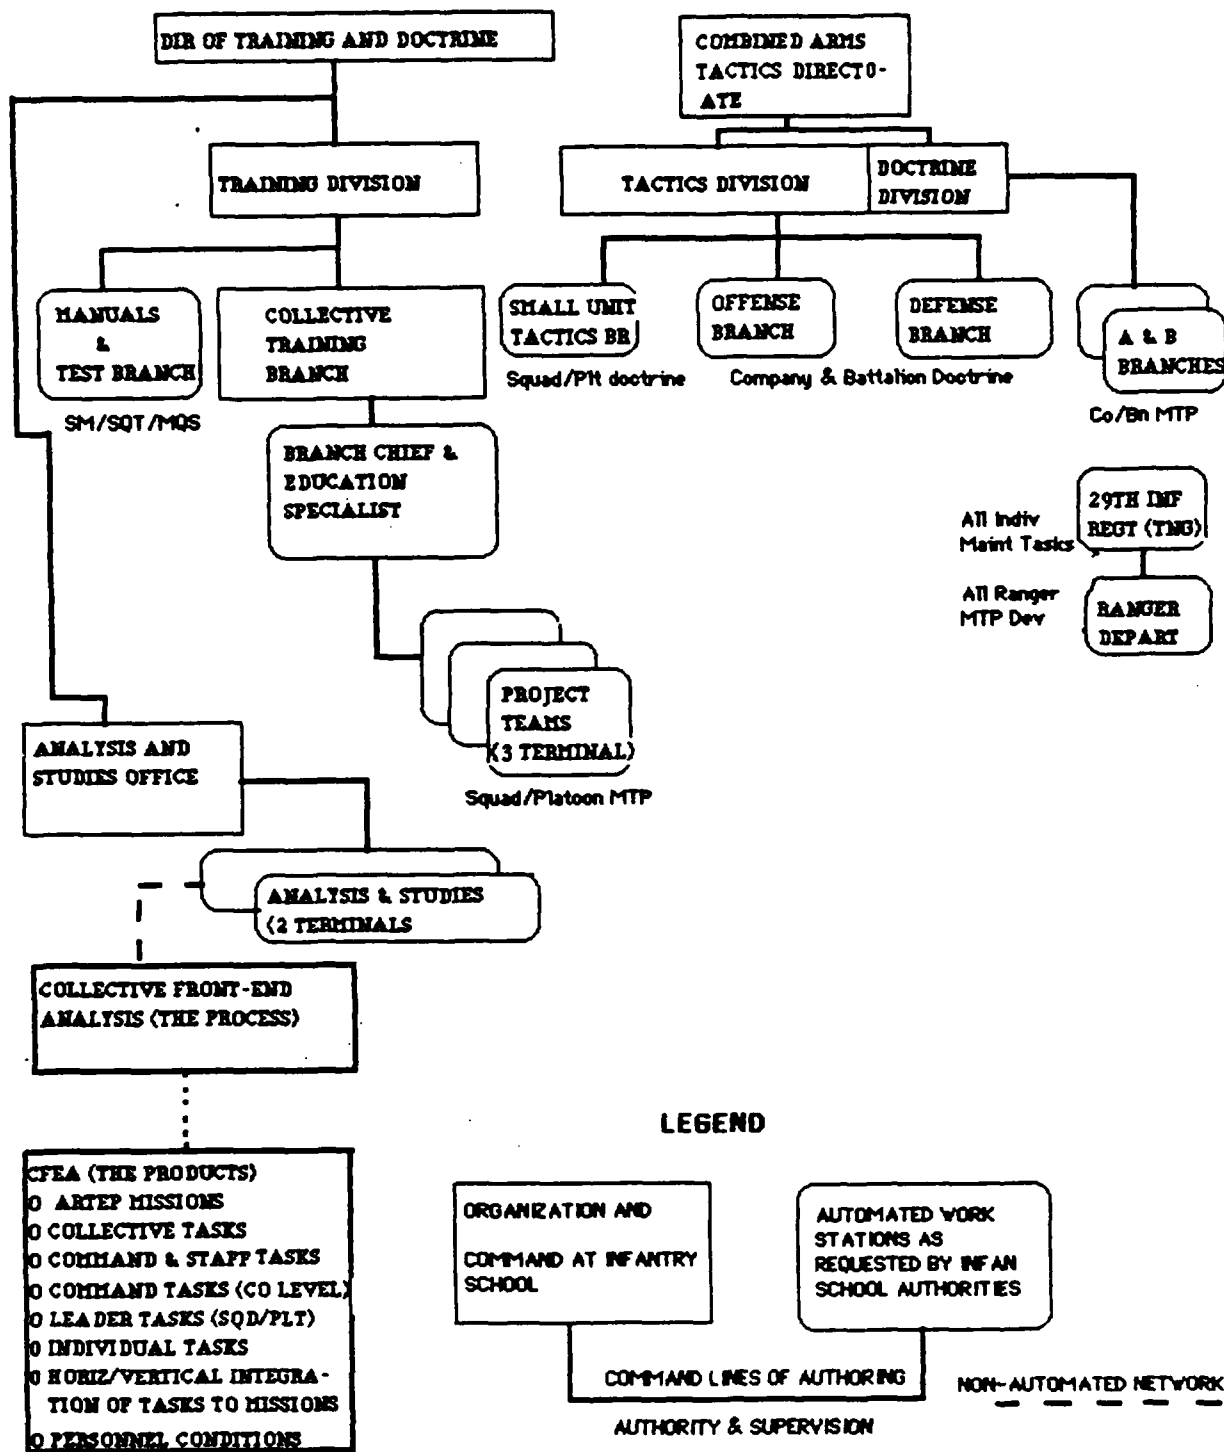 DIR OF TRAINING AND DOCTRINE
COMBINED ARMS
TACTICS DIRECTO-
ATE
TRAINING DIVISION
TACTICS DIVISION
DOCTRINE
DIVISION
MANUALS
&
TEST BRANCH
SM/SQT/MQS
COLLECTIVE
TRAINING
BRANCH
SMALL UNIT
TACTICS BR
Squad/Plt doctrine
OFFENSE
BRANCH
DEFENSE
BRANCH
Company & Battalion Doctrine
A & B
BRANCHES
Co/Bn MTP
BRANCH CHIEF &
EDUCATION
SPECIALIST
All Indiv
Maint Tasks
29TH INF
REGT (TNG)
All Ranger
MTP Dev
RANGER
DEPART
PROJECT
TEAMS
(3 TERMINAL)
Squad/Platoon MTP
ANALYSIS AND
STUDIES OFFICE
ANALYSIS & STUDIES
(2 TERMINALS
COLLECTIVE FRONT-END
ANALYSIS (THE PROCESS)
CFEA (THE PRODUCTS)
O ARTEP MISSIONS
O COLLECTIVE TASKS
O COMMAND & STAFF TASKS
O COMMAND TASKS (CO LEVEL)
O LEADER TASKS (SQD/PLT)
O INDIVIDUAL TASKS
O HORIZ/VERTICAL INTEGRA-
TION OF TASKS TO MISSIONS
O PERSONNEL CONDITIONS
LEGEND
ORGANIZATION AND
COMMAND AT INFANTRY
SCHOOL
AUTOMATED WORK
STATIONS AS
REQUESTED BY INFAN
SCHOOL AUTHORITIES
COMMAND LINES OF AUTHORING
AUTHORITY & SUPERVISION
NON-AUTOMATED NETWORK